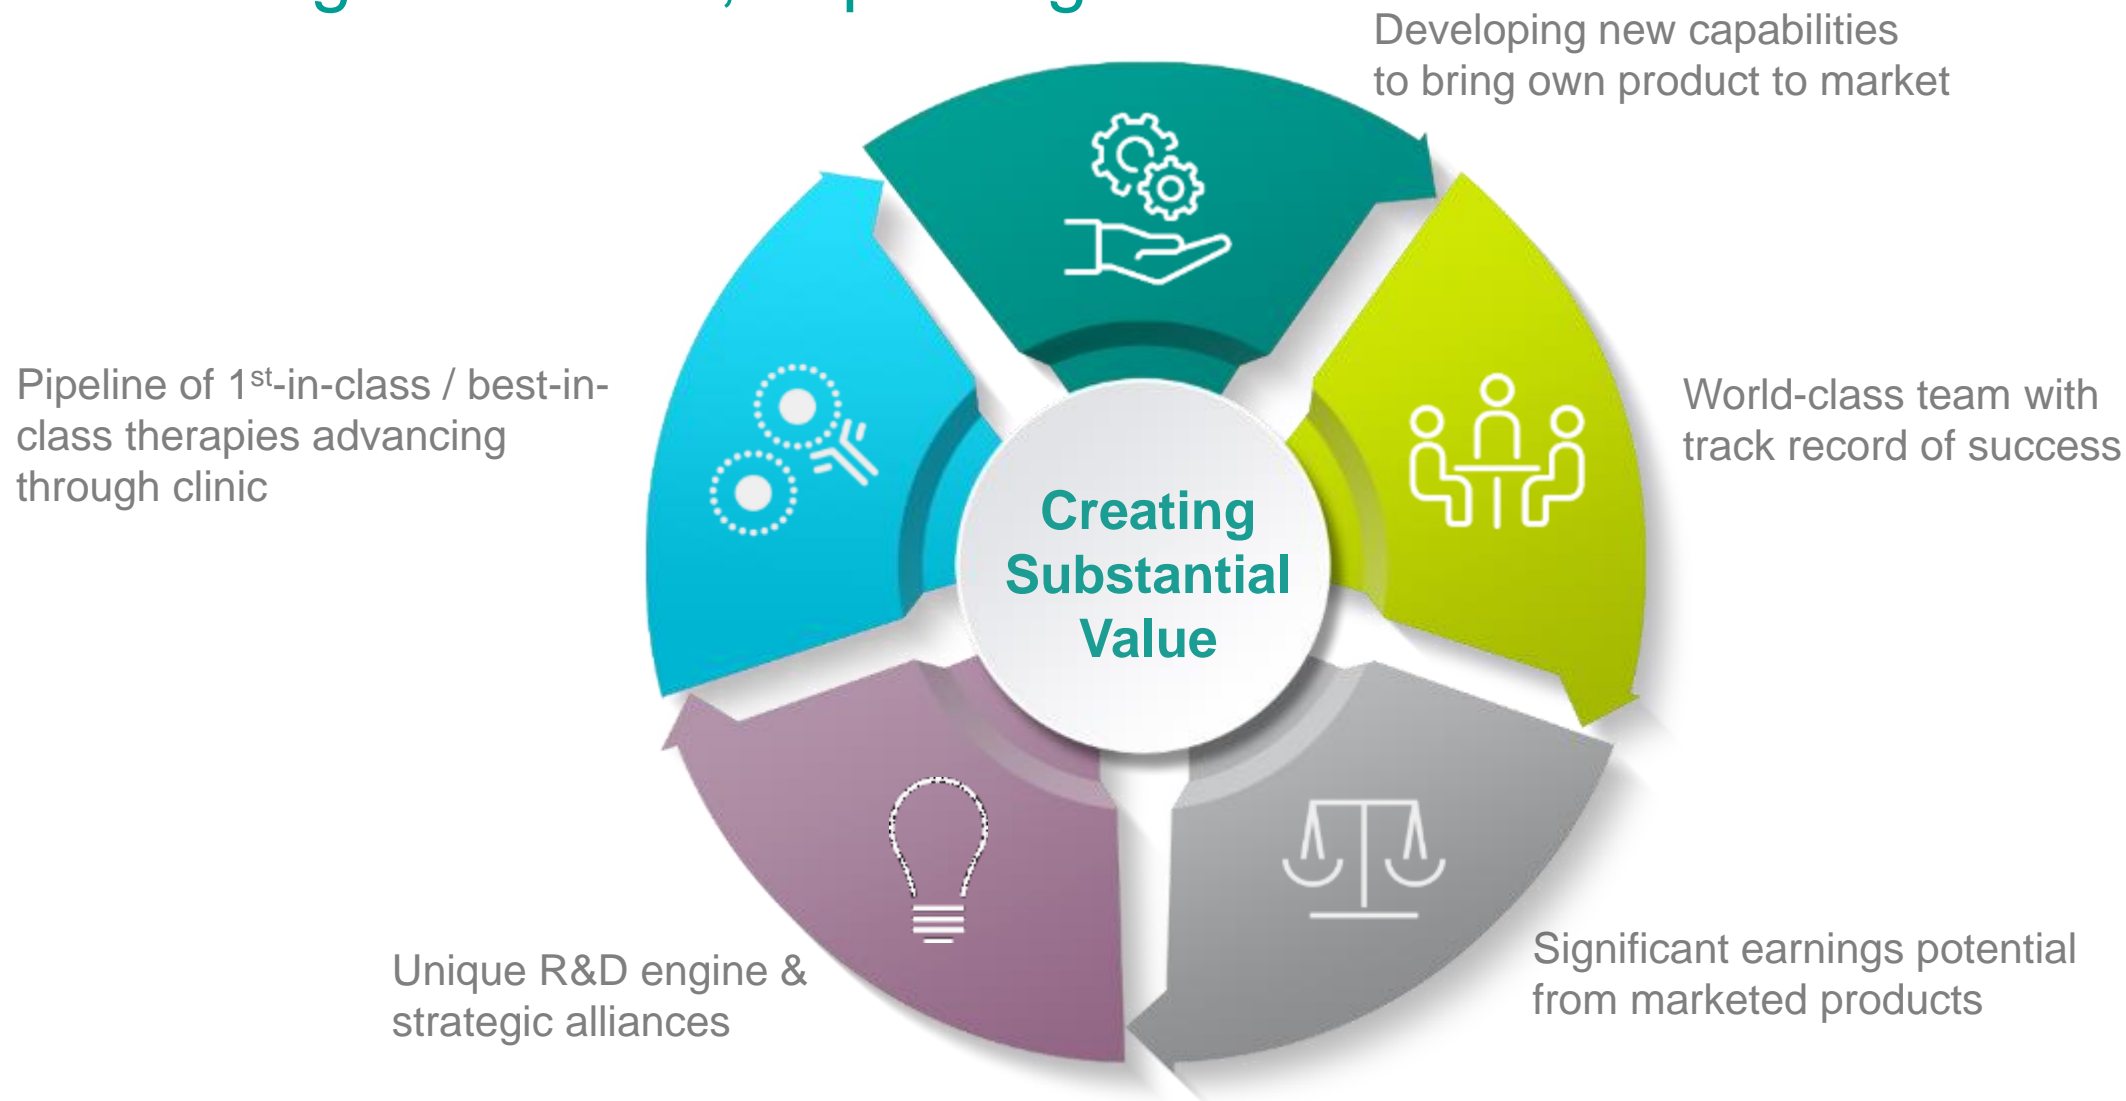 Developing new capabilities
to bring own product to market
Pipeline of 1st-in-class / best-in-
class therapies advancing
through clinic
World-class team with
track record of success
Creating
Substantial
Value
Unique R&D engine &
strategic alliances
Significant earnings potential
from marketed products